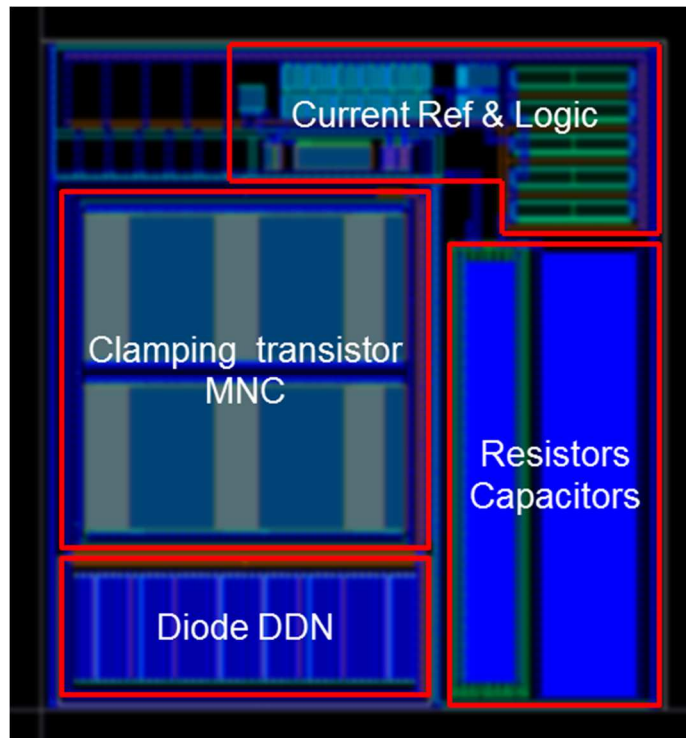 Current Ref & Logic
Clamping transistor
MNC
Resistors
Capacitors
Diode DDN